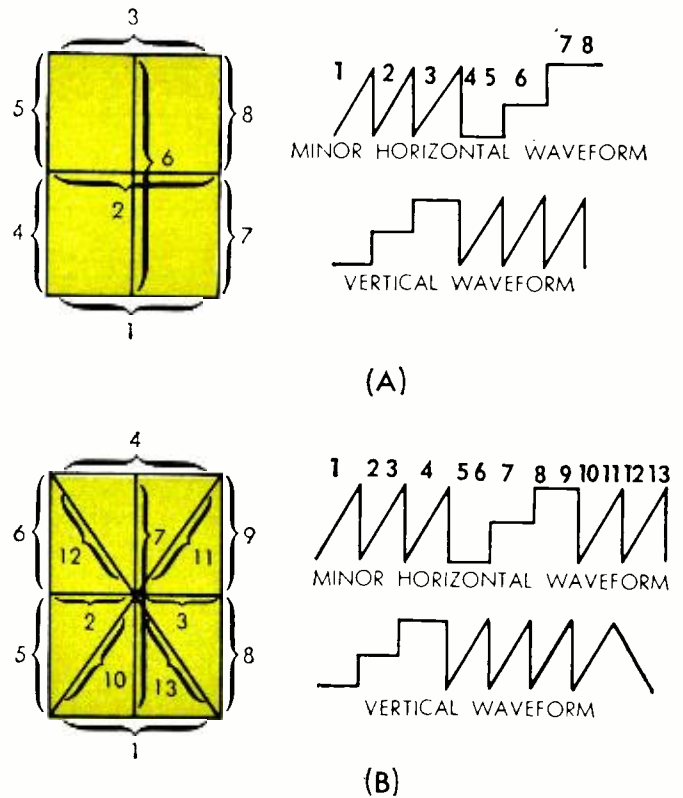 3
5 8
6
2
4 7
1
1 2 3 4 5 6 7 8
MINOR HORIZONTAL WAVEFORM
VERTICAL WAVEFORM
(A)
4
6 7 9
12 11
2 3
5 8
10 13
1
1 2 3 4 5 6 7 8 9 10 11 12 13
MINOR HORIZONTAL WAVEFORM
VERTICAL WAVEFORM
(B)